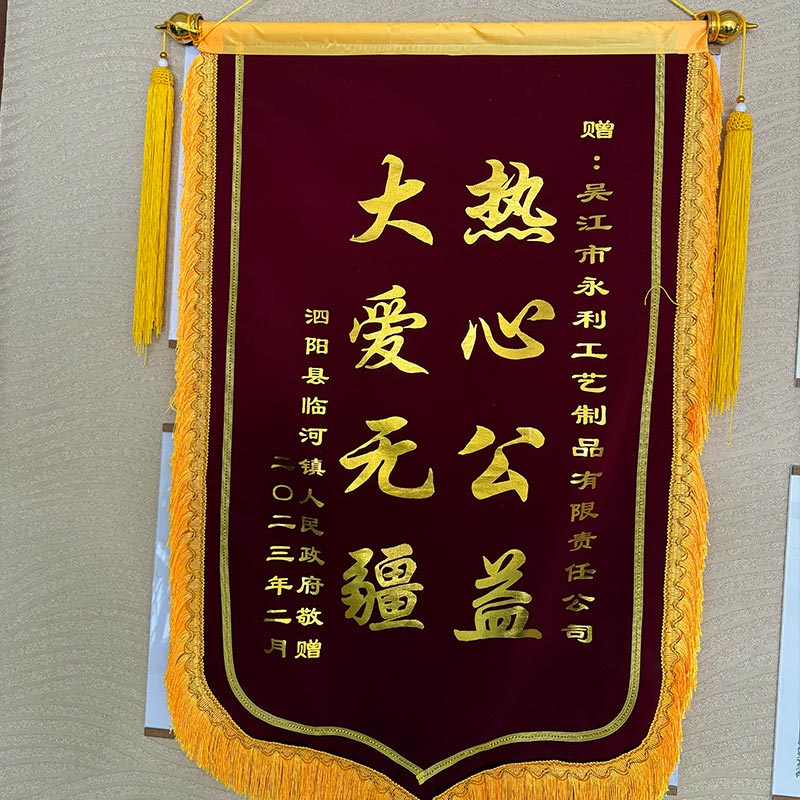 赠：吴江市永利工艺制品有限责任公司
热心公益
大爱无疆
泗阳县临河镇人民政府敬赠
二〇二三年二月